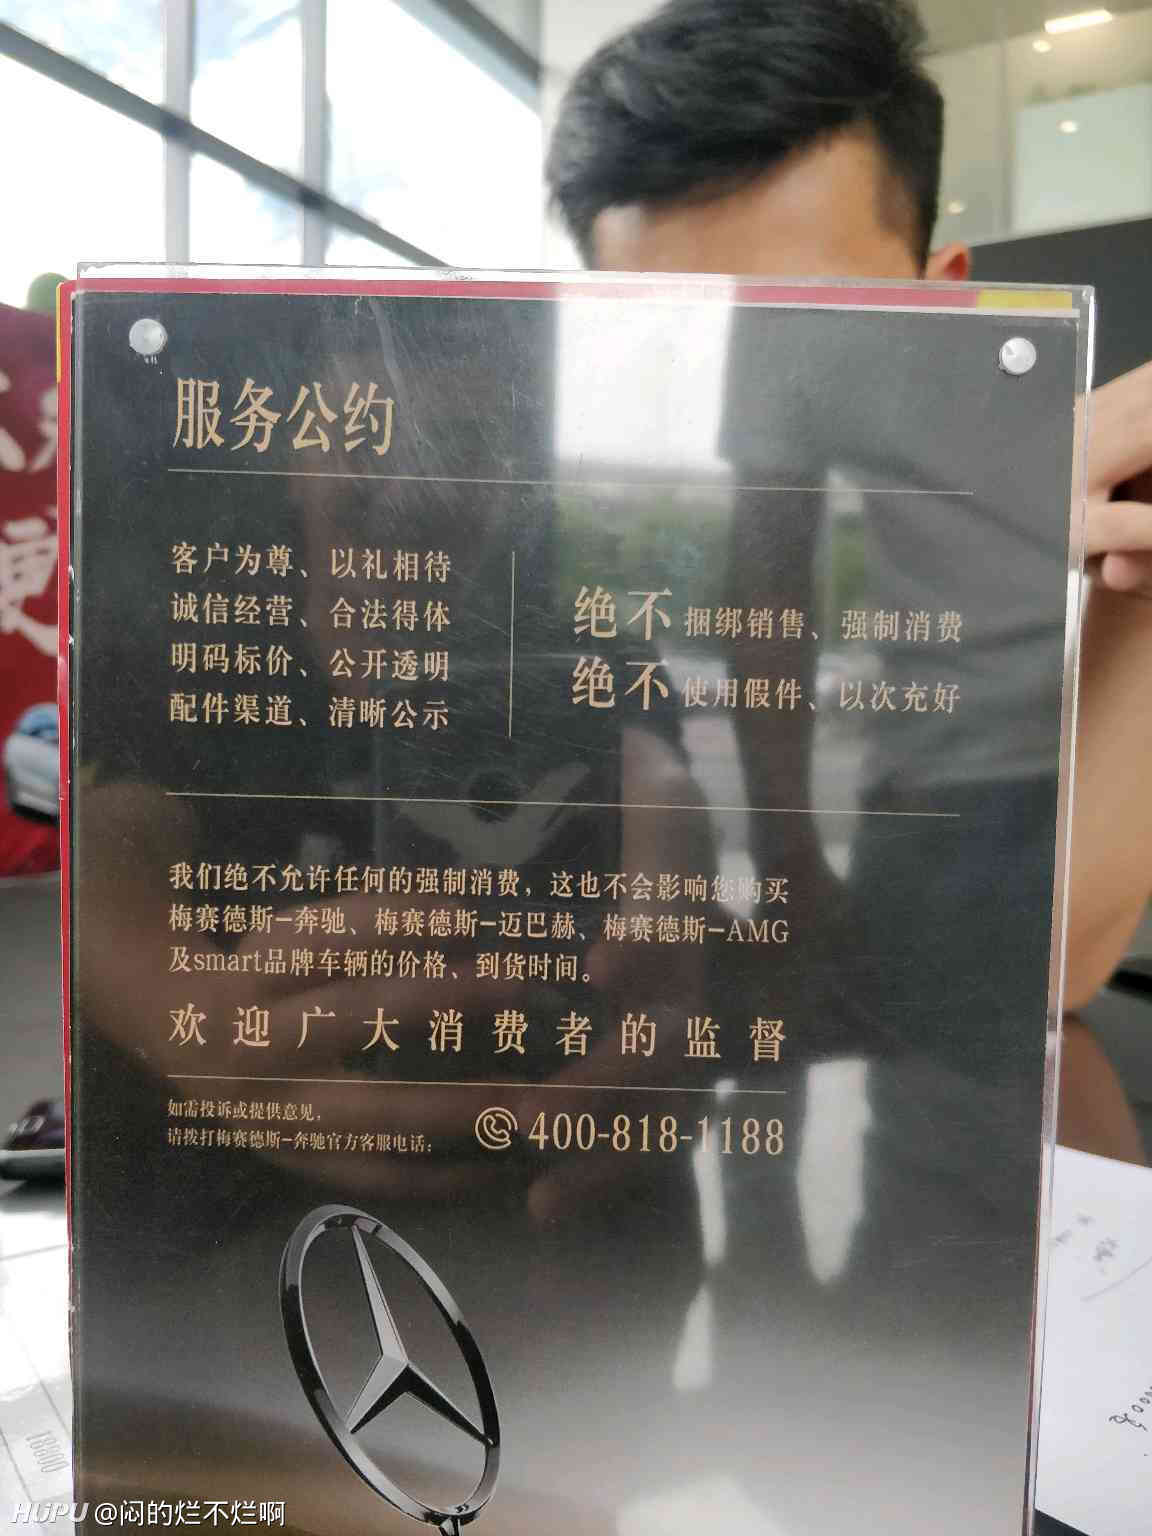 服务公约
客户为尊、以礼相待
诚信经营、合法得体
明码标价、公开透明
配件渠道、清晰公示
绝不捆绑销售、强制消费
绝不使用假件、以次充好
我们绝不允许任何的强制消费，这也不会影响您购买
梅赛德斯-奔驰、梅赛德斯-迈巴赫、梅赛德斯-AMG
及smart品牌车辆的价格、到货时间。
欢迎广大消费者的监督
如需投诉或提供意见，
请拨打梅赛德斯-奔驰官方客服电话：
400-818-1188
18800
HUPU @闷的烂不烂啊